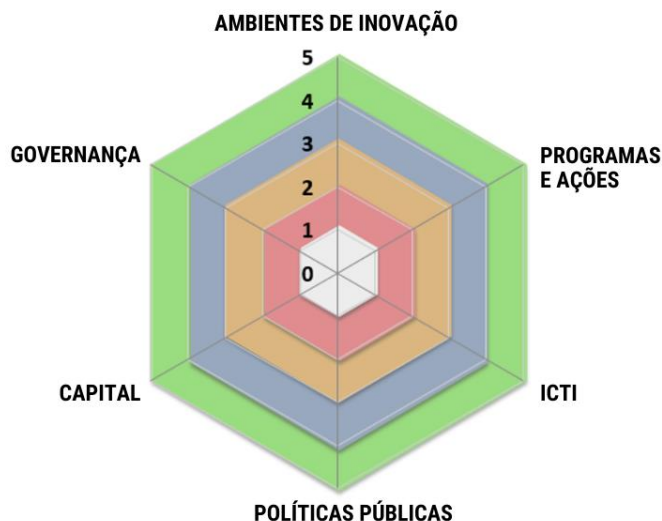 AMBIENTES DE INOVAÇÃO
5
4
GOVERNANÇA
3
PROGRAMAS
E AÇÕES
2
1
0
CAPITAL
ICTI
POLÍTICAS PÚBLICAS